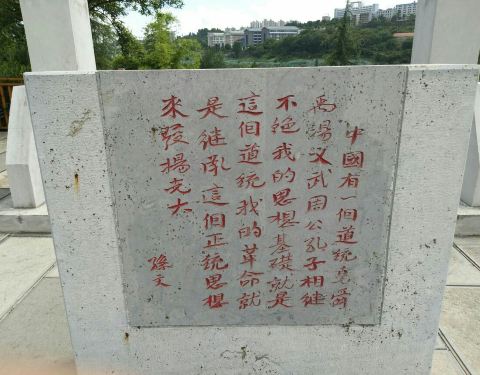 中國有一個道統堯舜
禹湯文武周公孔子相继
不絕我的思想基礎就是
這個道統我的革命就
是继承這個正統思想
來發揚光大
孫文